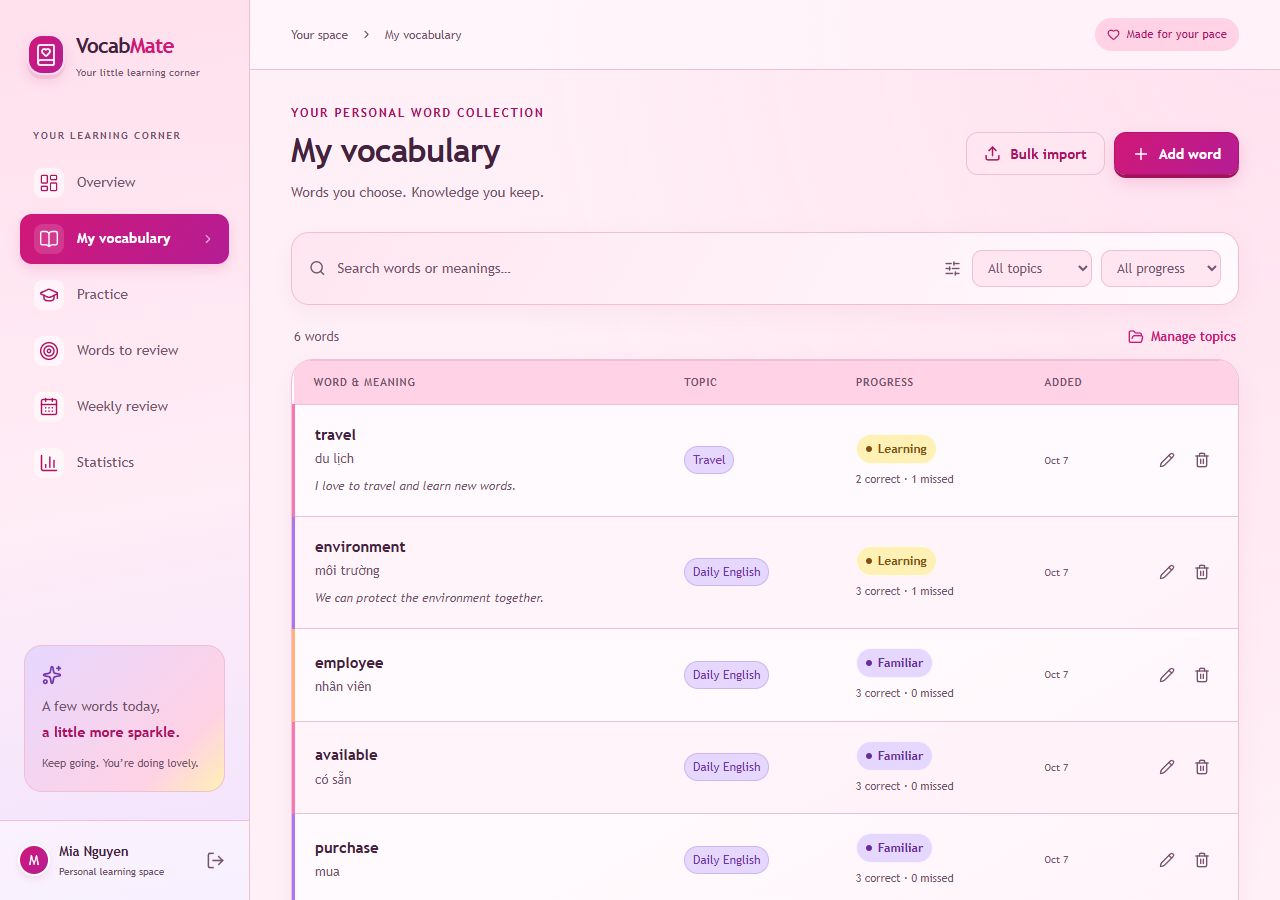 VocabMate
Your little learning corner
YOUR LEARNING CORNER
Overview
My vocabulary
Practice
Words to review
Weekly review
Statistics
A few words today,
a little more sparkle.
Keep going. You’re doing lovely.
M
Mia Nguyen
Personal learning space
Your space > My vocabulary
Made for your pace
YOUR PERSONAL WORD COLLECTION
My vocabulary
Words you choose. Knowledge you keep.
Bulk import
Add word
Search words or meanings...
All topics
All progress
6 words
Manage topics
WORD & MEANING TOPIC PROGRESS ADDED
travel
du lịch
I love to travel and learn new words.
Travel
Learning
2 correct · 1 missed
Oct 7
environment
môi trường
We can protect the environment together.
Daily English
Learning
3 correct · 1 missed
Oct 7
employee
nhân viên
Daily English
Familiar
3 correct · 0 missed
Oct 7
available
có sẵn
Daily English
Familiar
3 correct · 0 missed
Oct 7
purchase
mua
Daily English
Familiar
3 correct · 0 missed
Oct 7